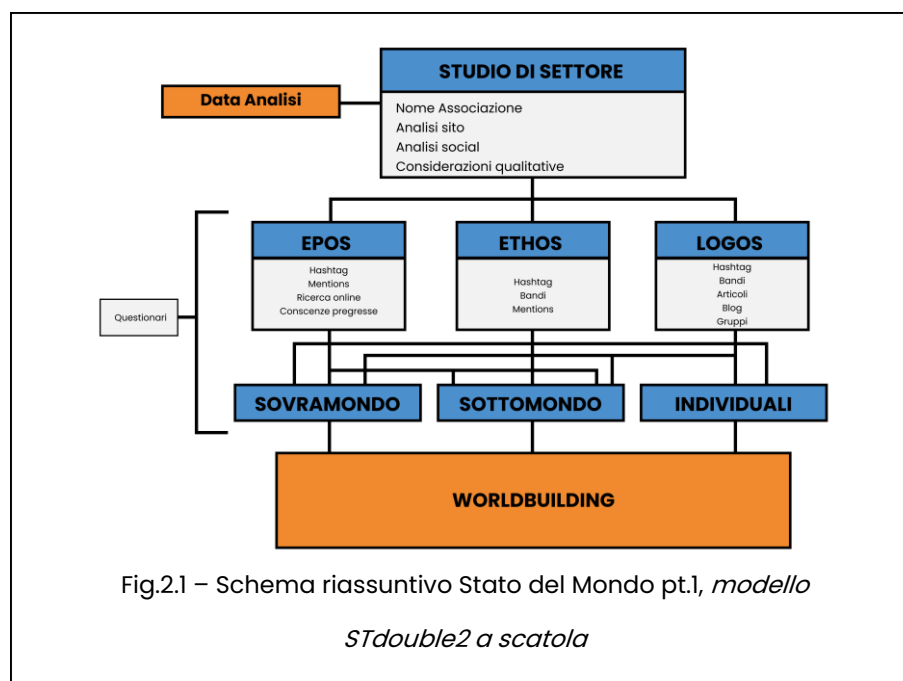 STUDIO DI SETTORE
Data Analisi
Nome Associazione
Analisi sito
Analisi social
Considerazioni qualitative
EPOS
Hashtag
Mentions
Ricerca online
Conscenze pregresse
ETHOS
Hashtag
Bandi
Mentions
LOGOS
Hashtag
Bandi
Articoli
Blog
Gruppi
Questionari
SOVRAMONDO
SOTTOMONDO
INDIVIDUALI
WORLDBUILDING
Fig.2.1 – Schema riassuntivo Stato del Mondo pt.1, modello
STdouble2 a scatola